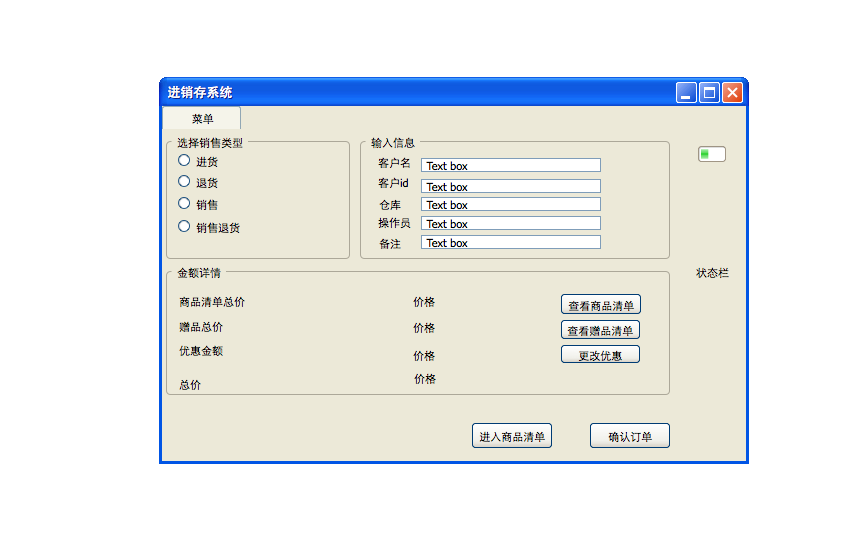 进销存系统
菜单
选择销售类型
进货
退货
销售
销售退货
输入信息
客户名 Text box
客户id Text box
仓库 Text box
操作员 Text box
备注 Text box
状态栏
金额详情
商品清单总价 价格 查看商品清单
赠品总价 价格 查看赠品清单
优惠金额 价格 更改优惠
总价 价格
进入商品清单 确认订单